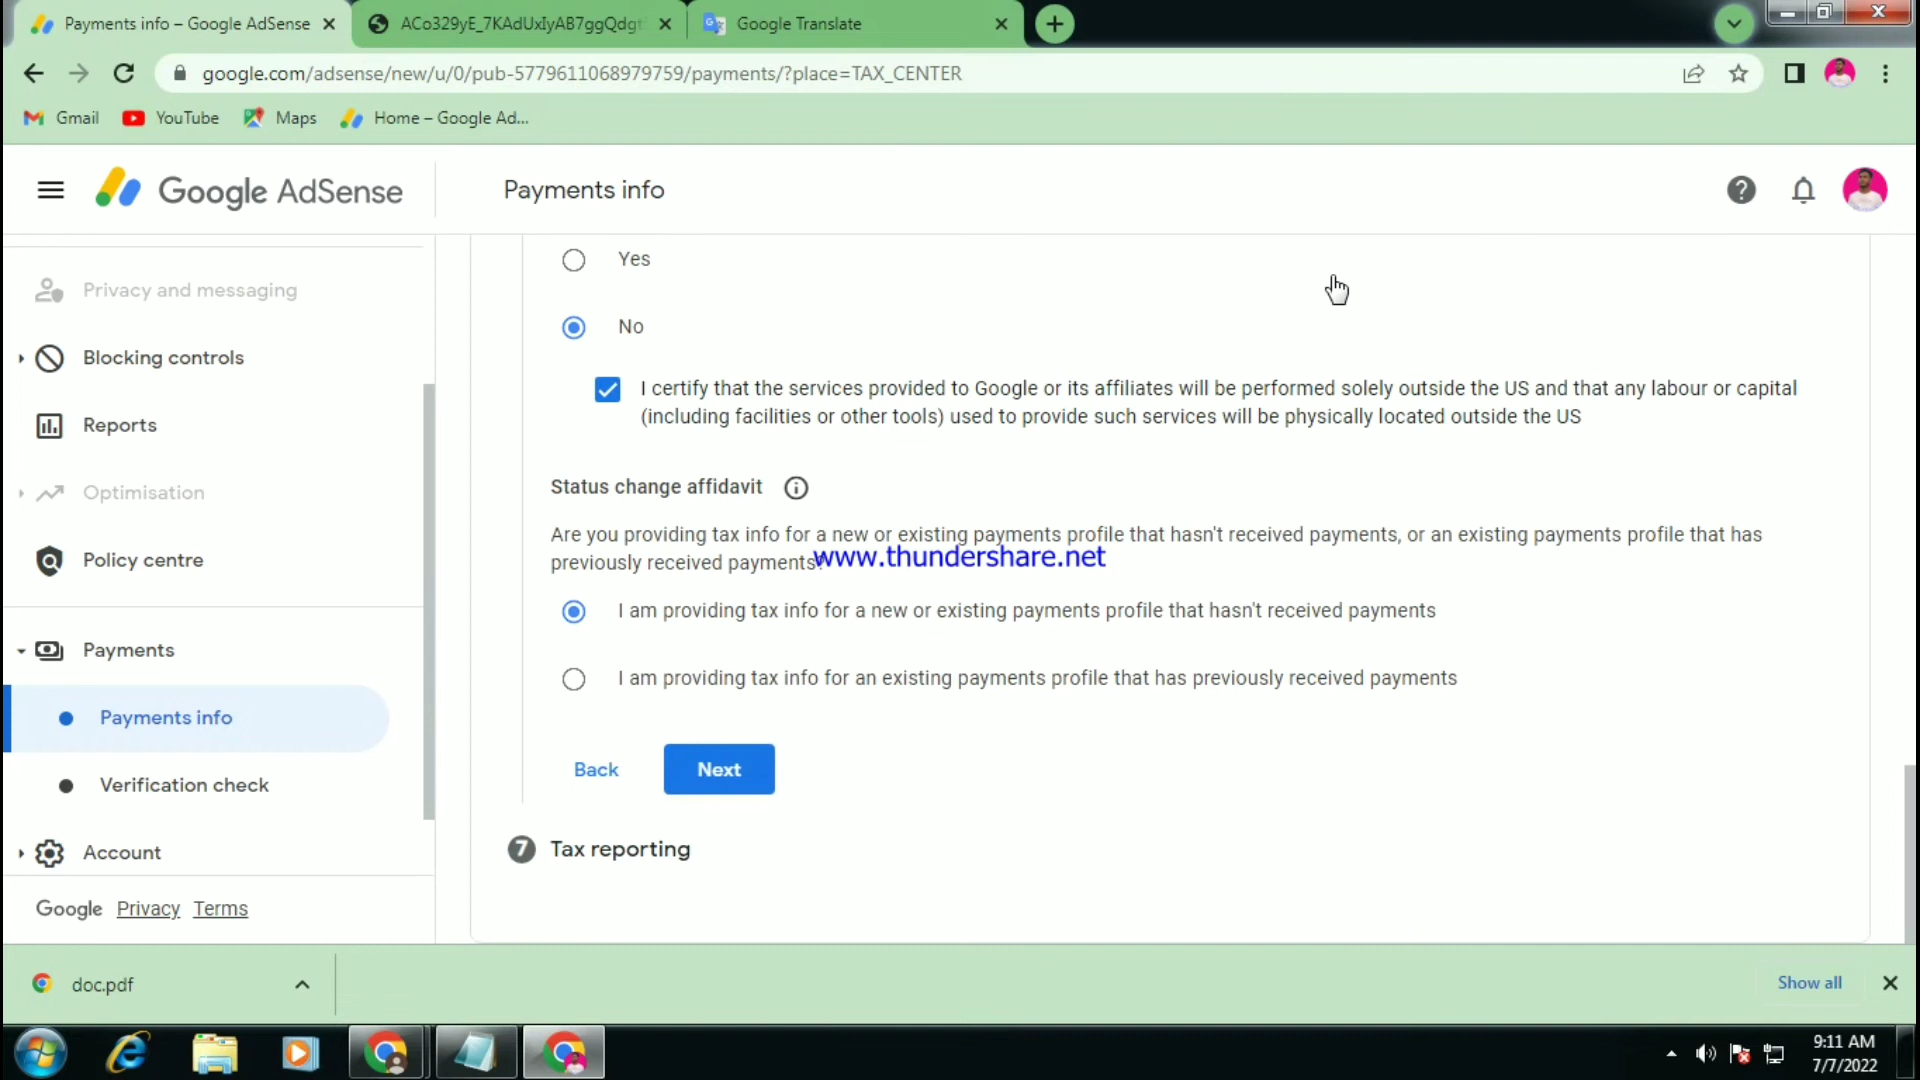 Payments info – Google AdSense
ACo329yE_7KAdUxIyAB7ggQdgt
Google Translate
google.com/adsense/new/u/0/pub-5779611068979759/payments/?place=TAX_CENTER
Gmail
YouTube
Maps
Home – Google Ad...
Google AdSense
Payments info
Privacy and messaging
Blocking controls
Reports
Optimisation
Policy centre
Payments
Payments info
Verification check
Account
Google Privacy Terms
Yes
No
I certify that the services provided to Google or its affiliates will be performed solely outside the US and that any labour or capital
(including facilities or other tools) used to provide such services will be physically located outside the US
Status change affidavit
Are you providing tax info for a new or existing payments profile that hasn't received payments, or an existing payments profile that has
previously received payments?
www.thundershare.net
I am providing tax info for a new or existing payments profile that hasn't received payments
I am providing tax info for an existing payments profile that has previously received payments
Back
Next
7 Tax reporting
doc.pdf
Show all
9:11 AM
7/7/2022